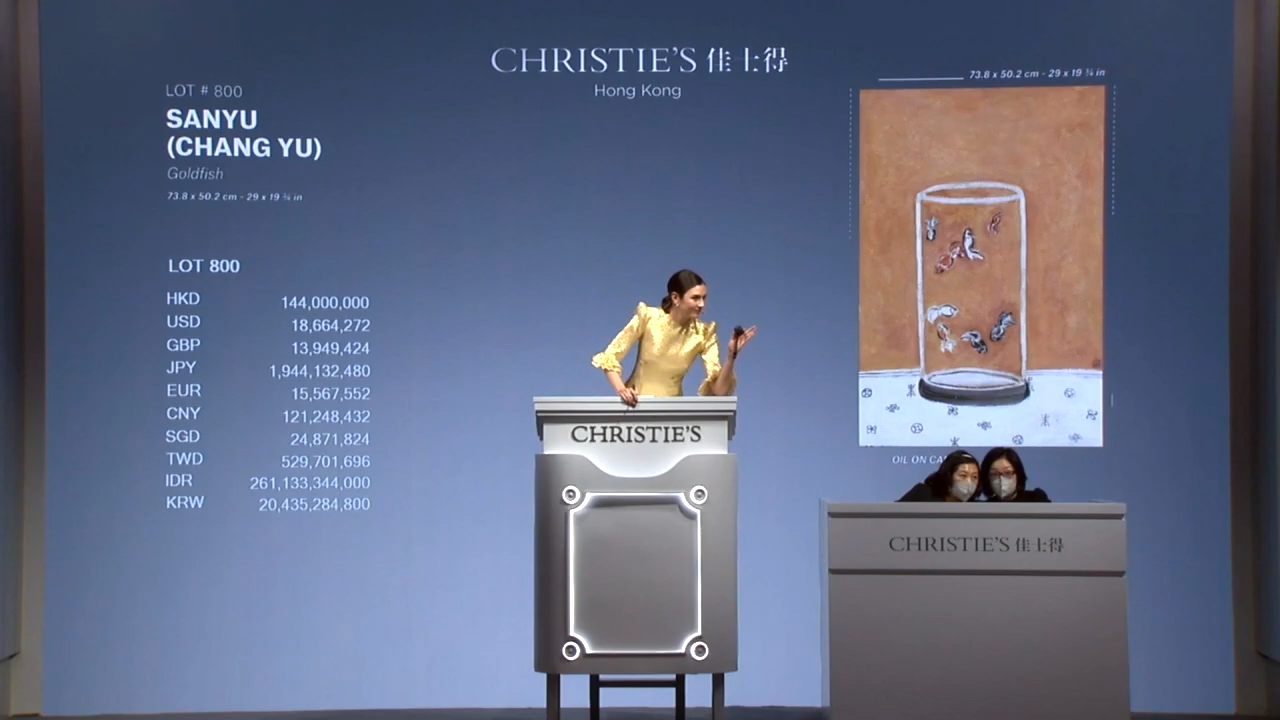 CHRISTIE'S 佳士得
Hong Kong
LOT # 800
SANYU
(CHANG YU)
Goldfish
73.8 x 50.2 cm - 29 x 19 ¾ in
LOT 800
HKD 144,000,000
USD 18,664,272
GBP 13,949,424
JPY 1,944,132,480
EUR 15,567,552
CNY 121,248,432
SGD 24,871,824
TWD 529,701,696
IDR 261,133,344,000
KRW 20,435,284,800
73.8 x 50.2 cm - 29 x 19 ¾ in
OIL ON
CHRISTIE'S
CHRISTIE'S 佳士得